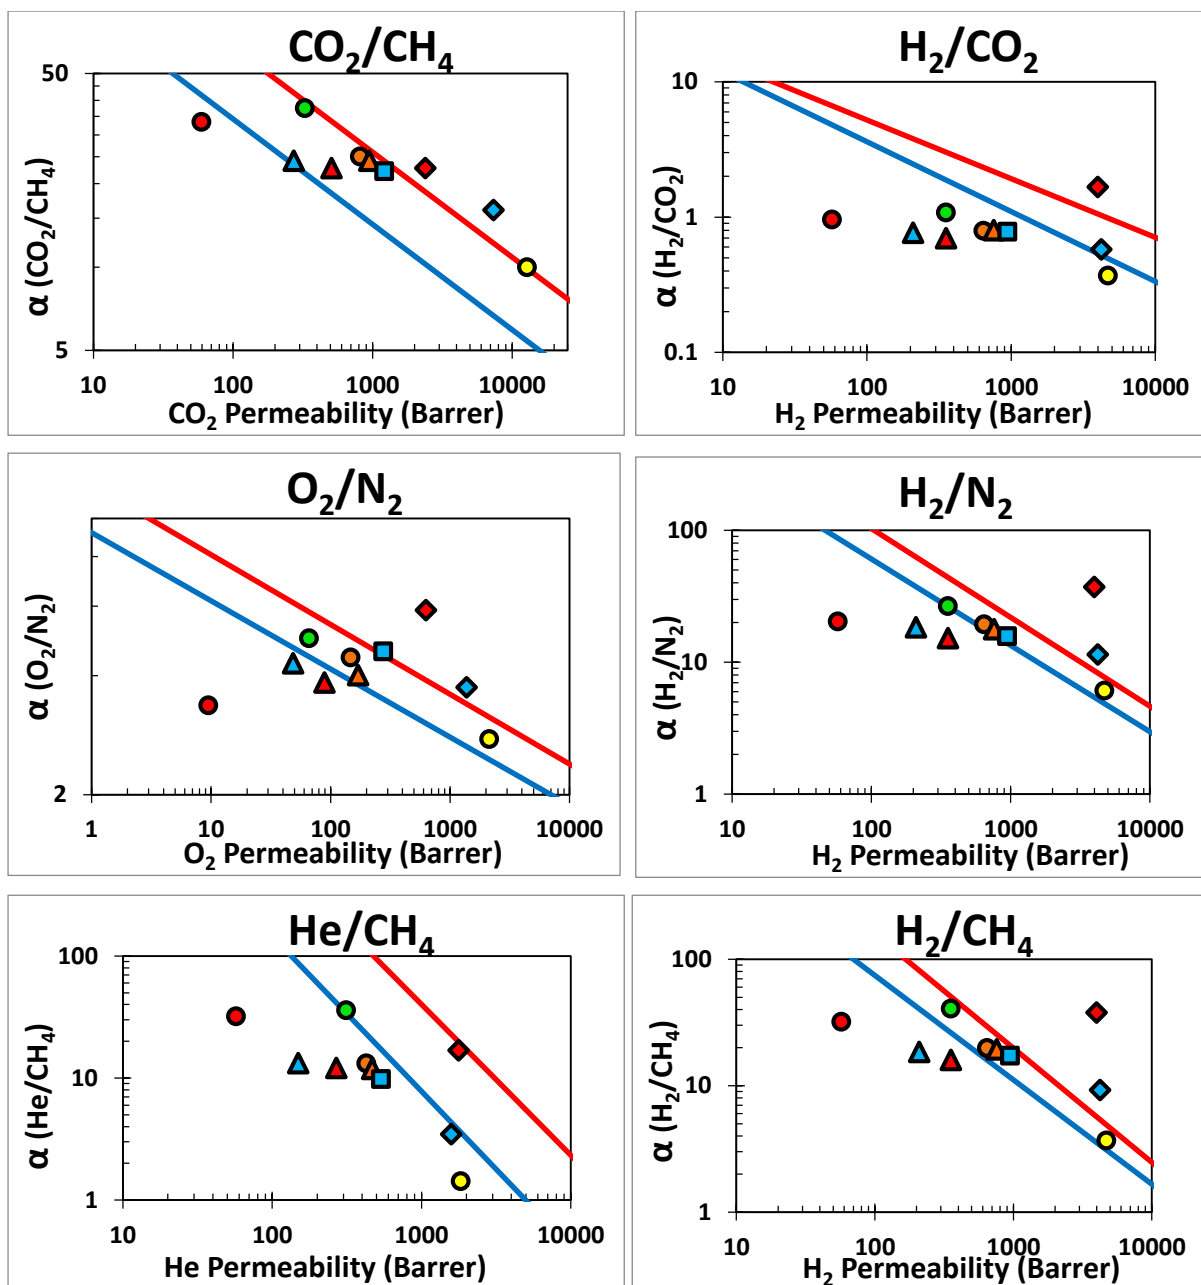 CO₂/CH₄
50
5
α (CO₂/CH₄)
10 100 1000 10000
CO₂ Permeability (Barrer)
H₂/CO₂
10
1
0.1
α (H₂/CO₂)
10 100 1000 10000
H₂ Permeability (Barrer)
O₂/N₂
2
α (O₂/N₂)
1 10 100 1000 10000
O₂ Permeability (Barrer)
H₂/N₂
100
10
1
α (H₂/N₂)
10 100 1000 10000
H₂ Permeability (Barrer)
He/CH₄
100
10
1
α (He/CH₄)
10 100 1000 10000
He Permeability (Barrer)
H₂/CH₄
100
10
1
α (H₂/CH₄)
10 100 1000 10000
H₂ Permeability (Barrer)